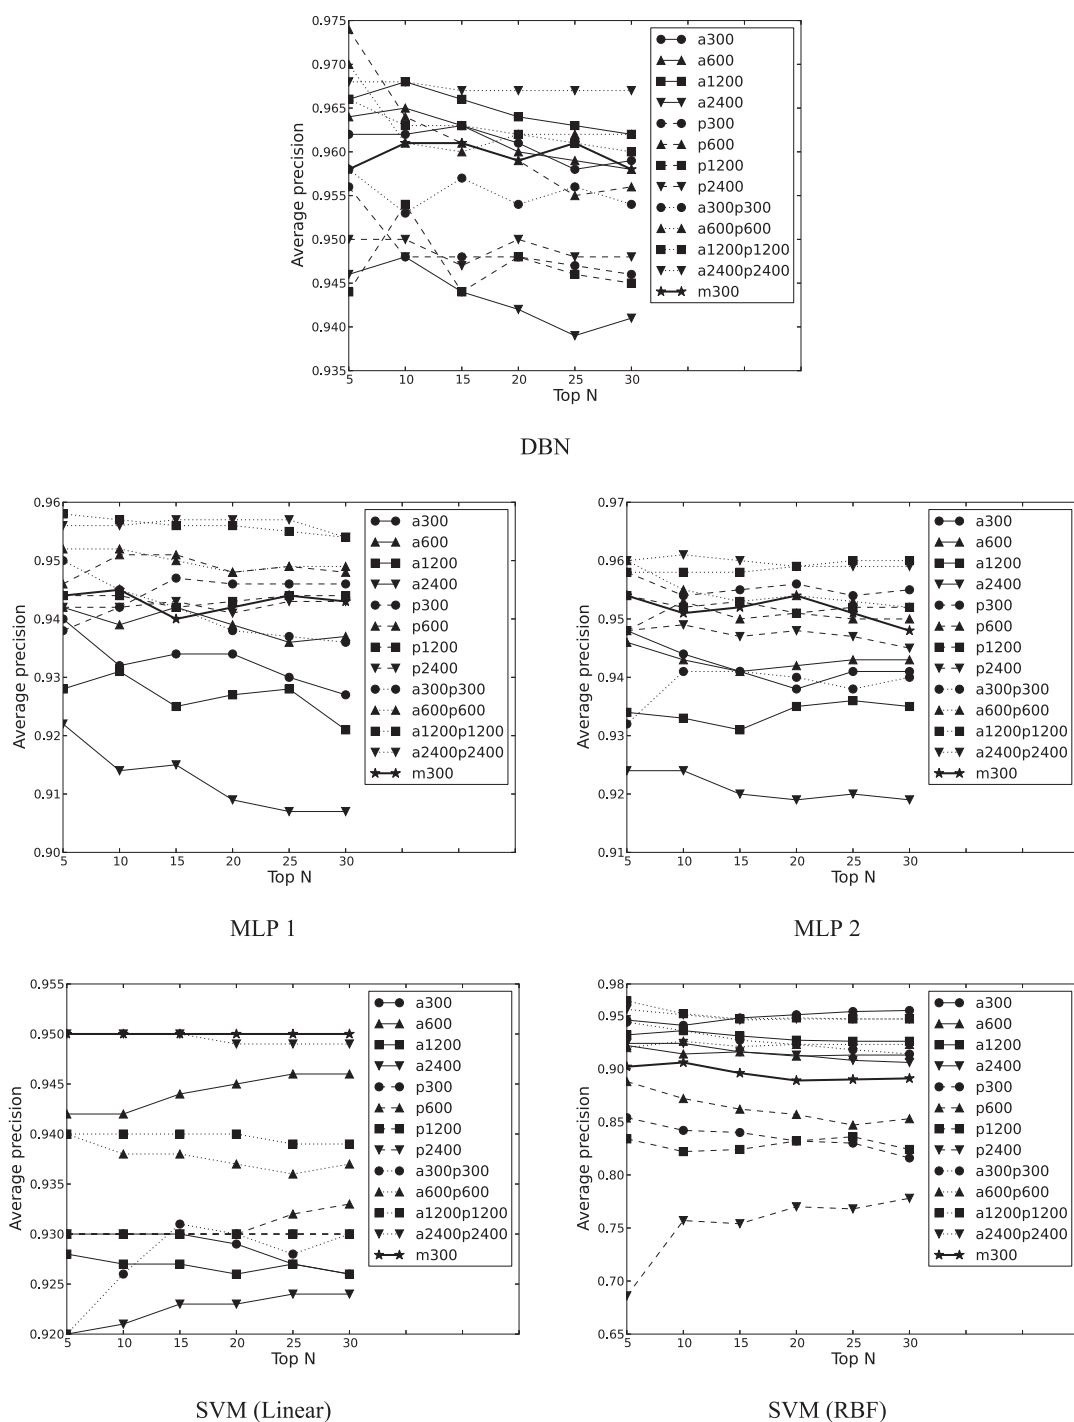 0.975
0.970
0.965
0.960
0.955
0.950
0.945
0.940
0.935
Average precision
5 10 15 20 25 30
Top N
a300
a600
a1200
a2400
p300
p600
p1200
p2400
a300p300
a600p600
a1200p1200
a2400p2400
m300
DBN
0.96
0.95
0.94
0.93
0.92
0.91
0.90
Average precision
5 10 15 20 25 30
Top N
a300
a600
a1200
a2400
p300
p600
p1200
p2400
a300p300
a600p600
a1200p1200
a2400p2400
m300
MLP 1
0.97
0.96
0.95
0.94
0.93
0.92
0.91
Average precision
5 10 15 20 25 30
Top N
a300
a600
a1200
a2400
p300
p600
p1200
p2400
a300p300
a600p600
a1200p1200
a2400p2400
m300
MLP 2
0.955
0.950
0.945
0.940
0.935
0.930
0.925
0.920
Average precision
5 10 15 20 25 30
Top N
a300
a600
a1200
a2400
p300
p600
p1200
p2400
a300p300
a600p600
a1200p1200
a2400p2400
m300
SVM (Linear)
0.98
0.95
0.90
0.85
0.80
0.75
0.70
0.65
Average precision
5 10 15 20 25 30
Top N
a300
a600
a1200
a2400
p300
p600
p1200
p2400
a300p300
a600p600
a1200p1200
a2400p2400
m300
SVM (RBF)